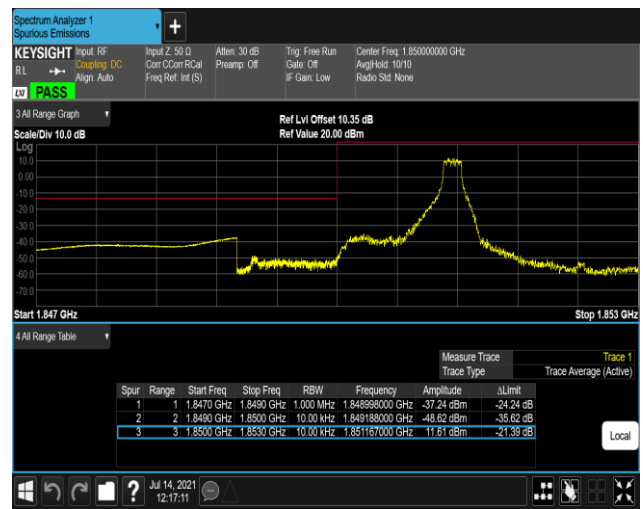 Spectrum Analyzer 1
Spurious Emissions
KEYSIGHT Input: RF Input Z: 50 Ω Atten: 30 dB Trig: Free Run Center Freq: 1.850000000 GHz
RL Coupling: DC Corr CCorr RCal Preamp: Off Gate: Off Avg|Hold: 10/10
Align: Auto Freq Ref: Int (S) IF Gain: Low Radio Std: None
LXI PASS
3 All Range Graph
Ref Lvl Offset 10.35 dB
Scale/Div 10.0 dB Ref Value 20.00 dBm
Log
10.0
0.00
-10.0
-20.0
-30.0
-40.0
-50.0
-60.0
-70.0
Start 1.847 GHz Stop 1.853 GHz
4 All Range Table
Measure Trace Trace 1
Trace Type Trace Average (Active)
Spur Range Start Freq Stop Freq RBW Frequency Amplitude ΔLimit
1 1 1.8470 GHz 1.8490 GHz 1.000 MHz 1.848998000 GHz -37.24 dBm -24.24 dB
2 2 1.8490 GHz 1.8500 GHz 10.00 kHz 1.849188000 GHz -48.62 dBm -35.62 dB
3 3 1.8500 GHz 1.8530 GHz 10.00 kHz 1.851167000 GHz 11.61 dBm -21.39 dB
Local
Jul 14, 2021
12:17:11